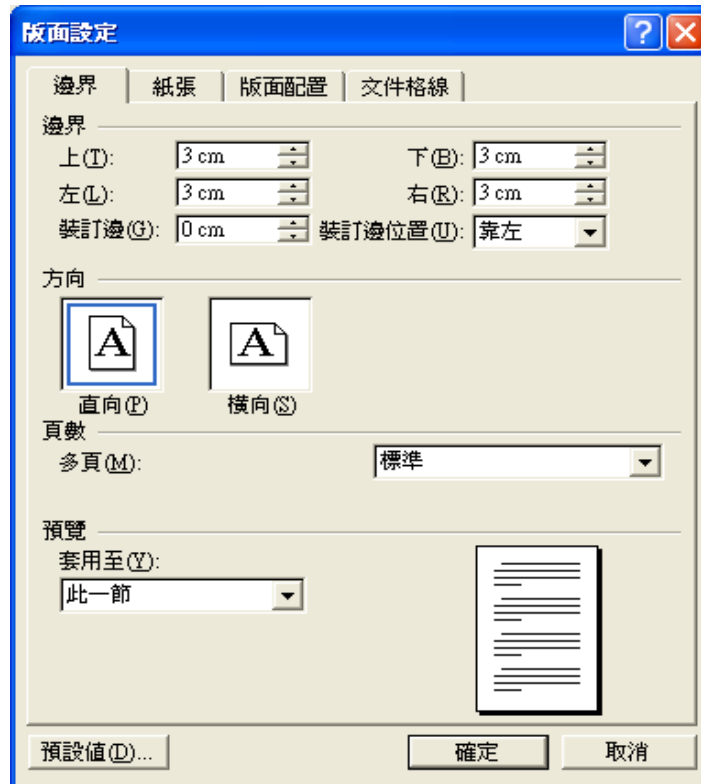 版面設定
邊界 紙張 版面配置 文件格線
邊界
上(T): 3 cm 下(B): 3 cm
左(L): 3 cm 右(R): 3 cm
裝訂邊(G): 0 cm 裝訂邊位置(U): 靠左
方向
A A
直向(P) 橫向(S)
頁數
多頁(M): 標準
預覽
套用至(Y):
此一節
預設値(D)... 確定 取消